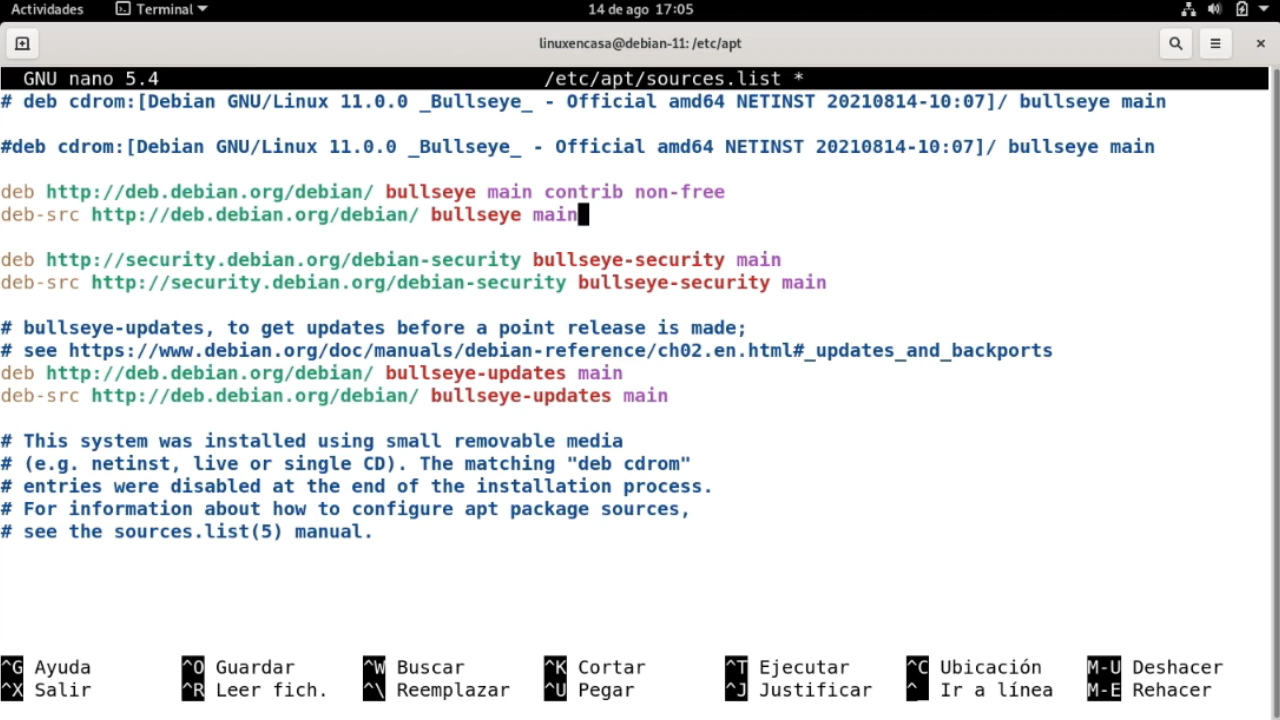 Actividades Terminal 14 de ago 17:05
linuxencasa@debian-11: /etc/apt
GNU nano 5.4 /etc/apt/sources.list *
# deb cdrom:[Debian GNU/Linux 11.0.0 _Bullseye_ - Official amd64 NETINST 20210814-10:07]/ bullseye main
#deb cdrom:[Debian GNU/Linux 11.0.0 _Bullseye_ - Official amd64 NETINST 20210814-10:07]/ bullseye main
deb http://deb.debian.org/debian/ bullseye main contrib non-free
deb-src http://deb.debian.org/debian/ bullseye main
deb http://security.debian.org/debian-security bullseye-security main
deb-src http://security.debian.org/debian-security bullseye-security main
# bullseye-updates, to get updates before a point release is made;
# see https://www.debian.org/doc/manuals/debian-reference/ch02.en.html#_updates_and_backports
deb http://deb.debian.org/debian/ bullseye-updates main
deb-src http://deb.debian.org/debian/ bullseye-updates main
# This system was installed using small removable media
# (e.g. netinst, live or single CD). The matching "deb cdrom"
# entries were disabled at the end of the installation process.
# For information about how to configure apt package sources,
# see the sources.list(5) manual.
^G Ayuda ^O Guardar ^W Buscar ^K Cortar ^T Ejecutar ^C Ubicación M-U Deshacer
^X Salir ^R Leer fich. ^\ Reemplazar ^U Pegar ^J Justificar ^_ Ir a línea M-E Rehacer